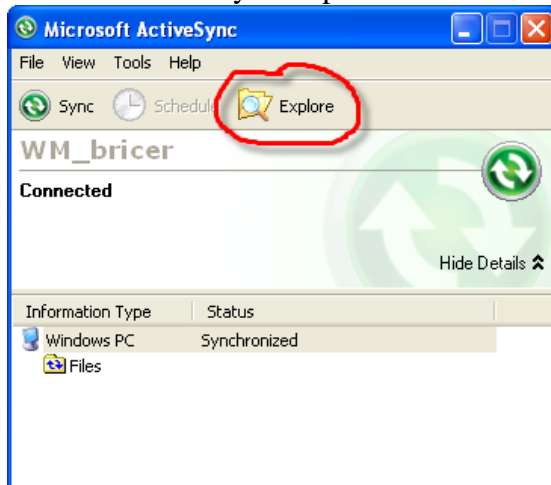 Microsoft ActiveSync
File View Tools Help
Sync Schedule Explore
WM_bricer
Connected
Hide Details
Information Type Status
Windows PC Synchronized
Files